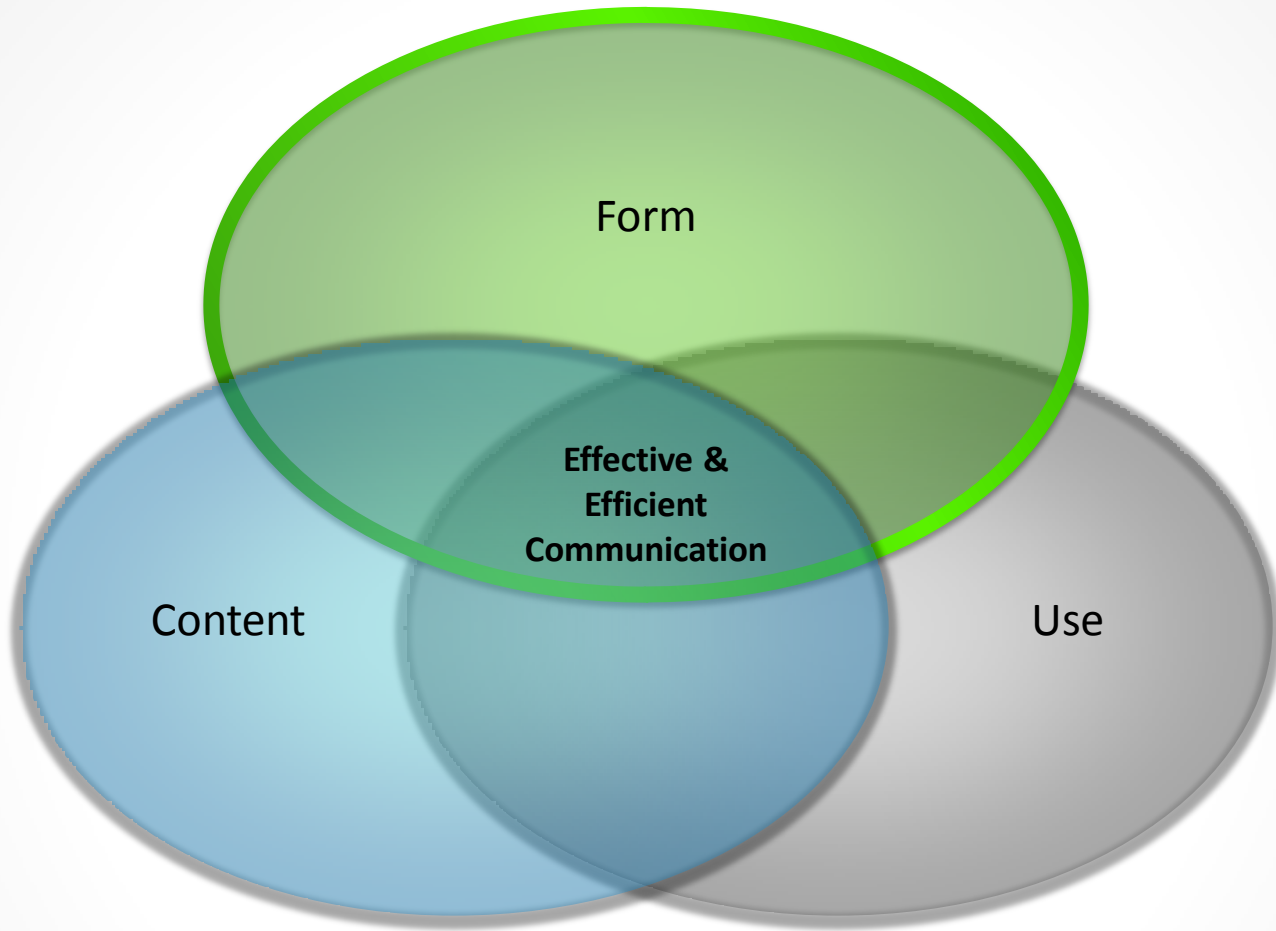 Form
Effective &
Efficient
Communication
Content
Use